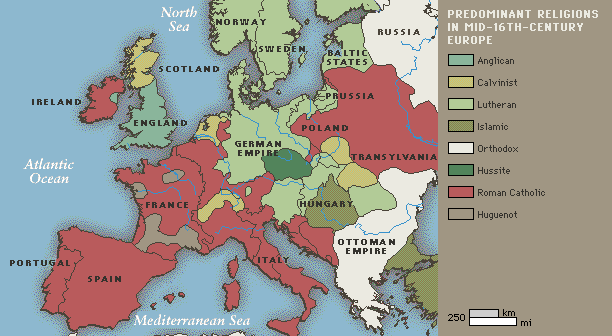 North
Sea
NORWAY
SWEDEN
RUSSIA
SCOTLAND
BALTIC
STATES
IRELAND
ENGLAND
PRUSSIA
POLAND
GERMAN
EMPIRE
TRANSYLVANIA
Atlantic
Ocean
FRANCE
HUNGARY
OTTOMAN
EMPIRE
PORTUGAL
SPAIN
ITALY
Mediterranean Sea
PREDOMINANT RELIGIONS
IN MID-16TH-CENTURY
EUROPE
Anglican
Calvinist
Lutheran
Islamic
Orthodox
Hussite
Roman Catholic
Huguenot
250 km
mi